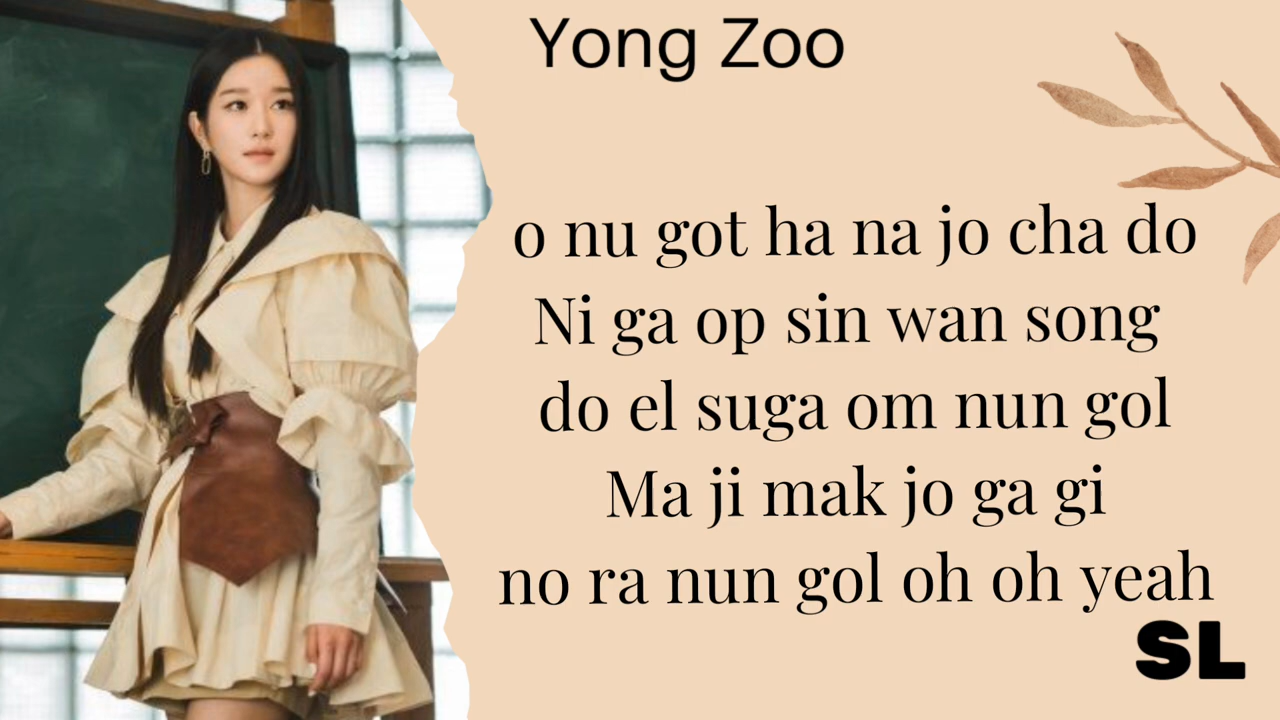 Yong Zoo
o nu got ha na jo cha do
Ni ga op sin wan song
do el suga om nun gol
Ma ji mak jo ga gi
no ra nun gol oh oh yeah
SL